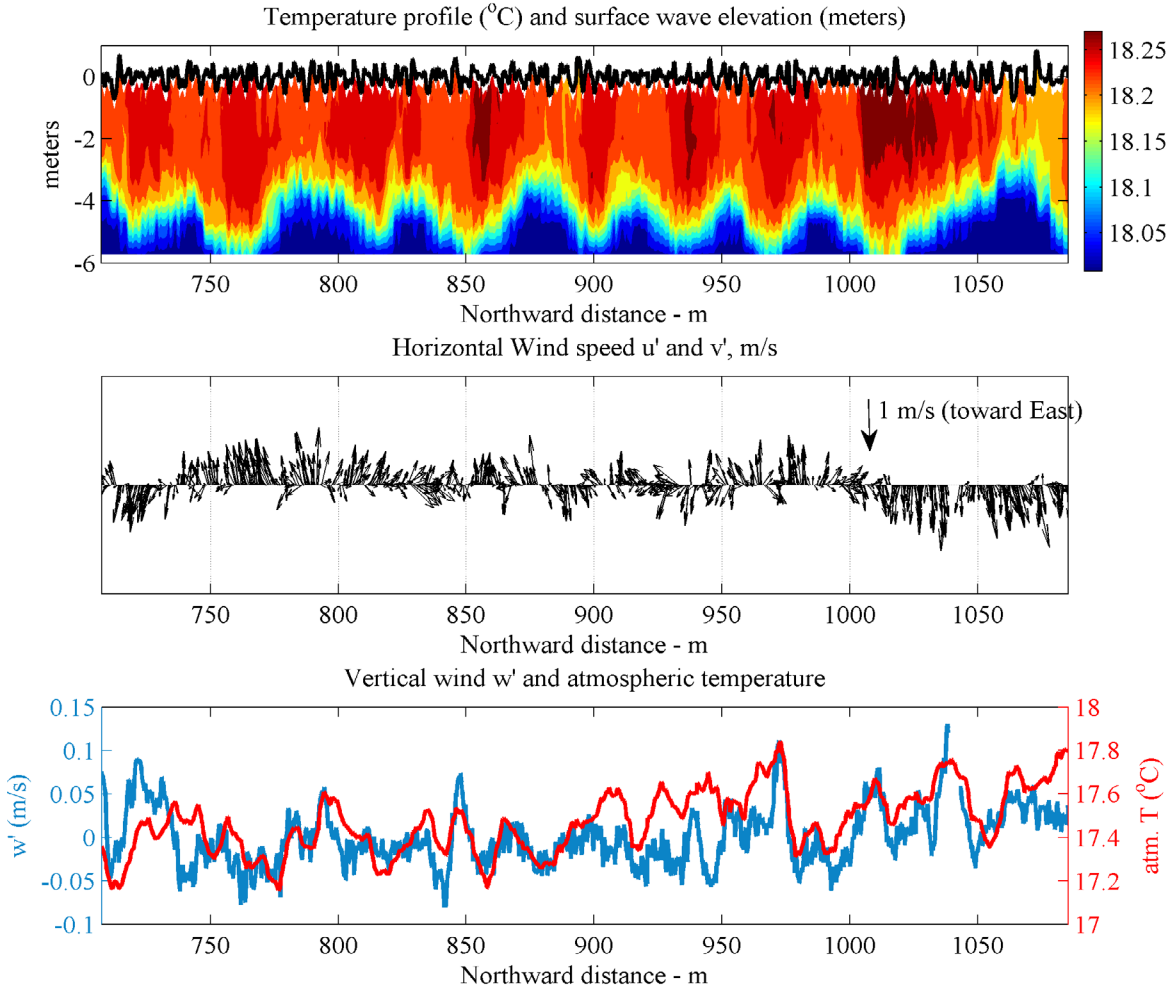 Temperature profile (°C) and surface wave elevation (meters)
meters
0
-2
-4
-6
18.25
18.2
18.15
18.1
18.05
750 800 850 900 950 1000 1050
Northward distance - m
Horizontal Wind speed u' and v', m/s
1 m/s (toward East)
750 800 850 900 950 1000 1050
Northward distance - m
Vertical wind w' and atmospheric temperature
w' (m/s)
0.15
0.1
0.05
0
-0.05
-0.1
18
17.8
17.6
17.4
17.2
17
atm. T (°C)
750 800 850 900 950 1000 1050
Northward distance - m